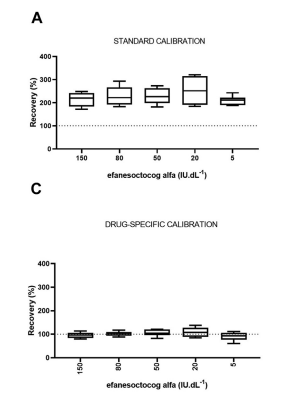 A
STANDARD CALIBRATION
Recovery (%)
400
300
200
100
0
150 80 50 20 5
efanesoctocog alfa (IU.dL-1)
C
DRUG-SPECIFIC CALIBRATION
Recovery (%)
400
300
200
100
0
150 80 50 20 5
efanesoctocog alfa (IU.dL-1)